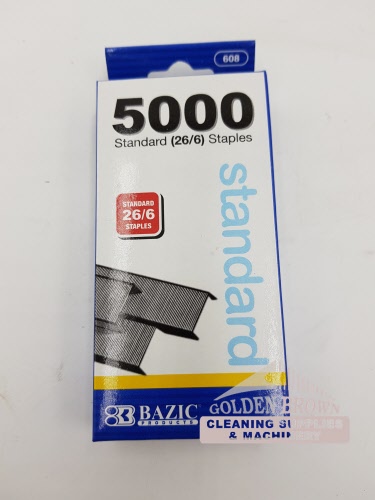 608
5000
Standard (26/6) Staples
STANDARD
26/6
STAPLES
standard
BAZIC
PRODUCTS
GOLDEN BROWN
CLEANING SUPPLIES
& MACHINERY